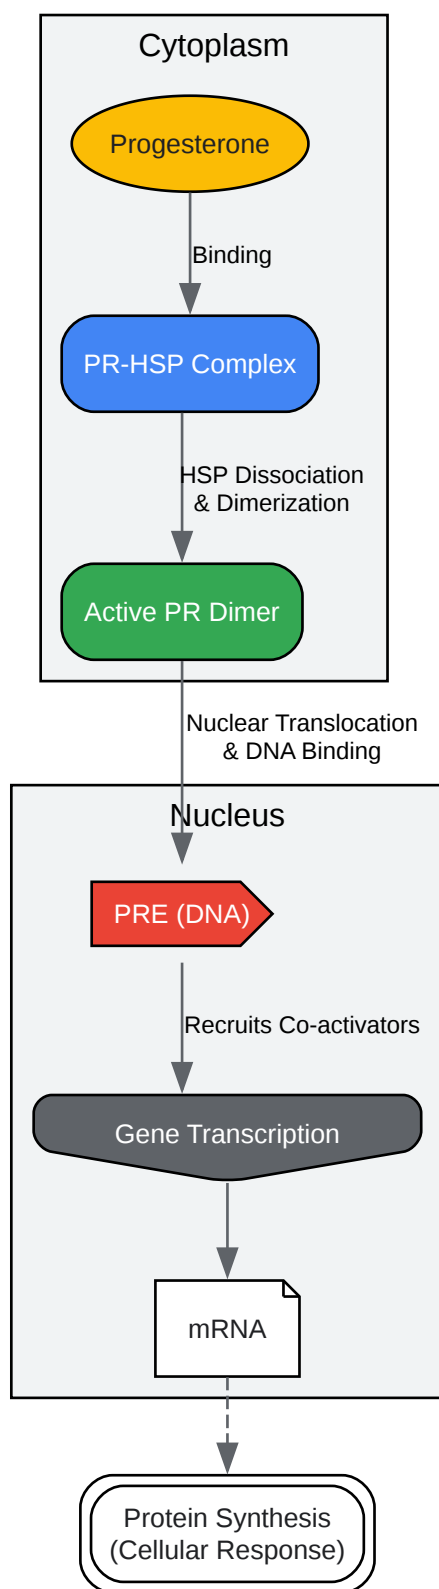 Cytoplasm
Progesterone
Binding
PR-HSP Complex
HSP Dissociation
& Dimerization
Active PR Dimer
Nuclear Translocation
& DNA Binding
Nucleus
PRE (DNA)
Recruits Co-activators
Gene Transcription
mRNA
Protein Synthesis
(Cellular Response)